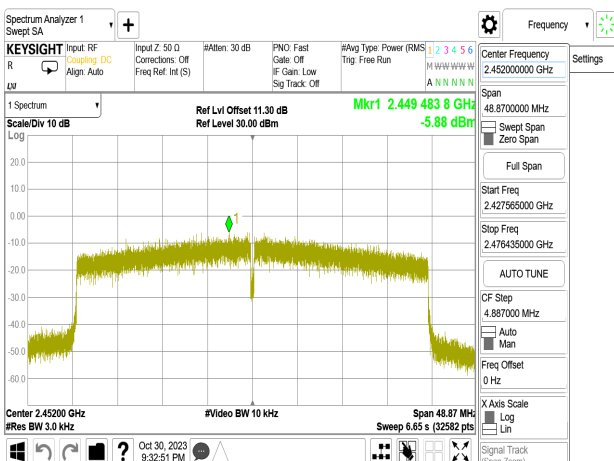 Spectrum Analyzer 1
Swept SA
Frequency
KEYSIGHT
R
LXI
Input: RF
Coupling: DC
Align: Auto
Input Z: 50 Ω
Corrections: Off
Freq Ref: Int (S)
#Atten: 30 dB
PNO: Fast
Gate: Off
IF Gain: Low
Sig Track: Off
#Avg Type: Power (RMS
Trig: Free Run
1 2 3 4 5 6
M W W W W W
A N N N N N
Center Frequency
2.452000000 GHz
Settings
Span
48.8700000 MHz
Swept Span
Zero Span
Full Span
Start Freq
2.427565000 GHz
Stop Freq
2.476435000 GHz
AUTO TUNE
CF Step
4.887000 MHz
Auto
Man
Freq Offset
0 Hz
X Axis Scale
Log
Lin
Signal Track
(Span Zoom)
1 Spectrum
Scale/Div 10 dB
Log
Ref Lvl Offset 11.30 dB
Ref Level 30.00 dBm
Mkr1 2.449 483 8 GHz
-5.88 dBm
20.0
10.0
0.00
-10.0
-20.0
-30.0
-40.0
-50.0
-60.0
1
Center 2.45200 GHz
#Res BW 3.0 kHz
#Video BW 10 kHz
Span 48.87 MHz
Sweep 6.65 s (32582 pts
Oct 30, 2023
9:32:51 PM